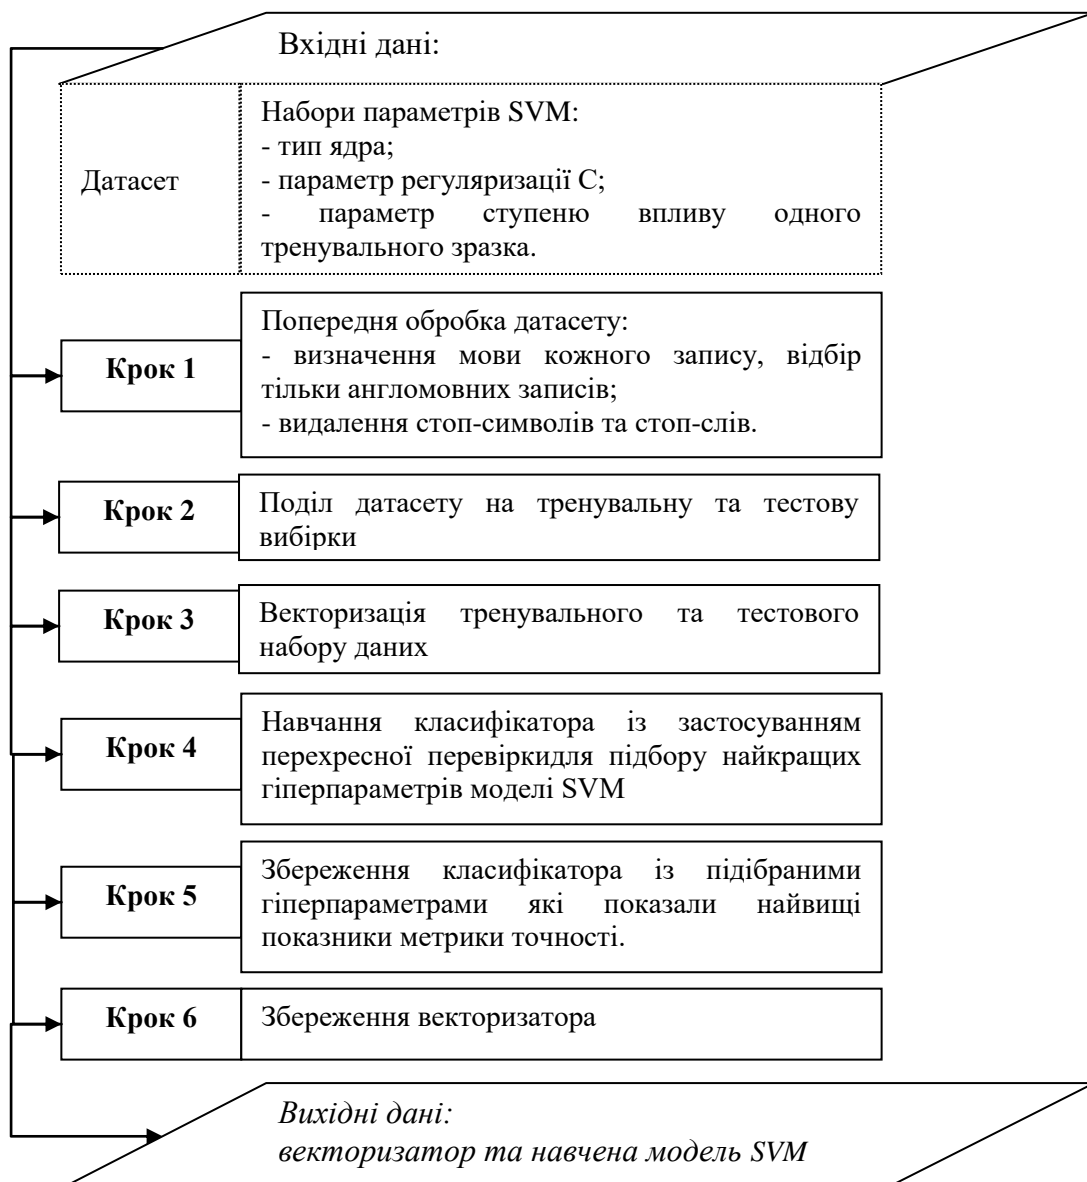 Вхідні дані:
Датасет
Набори параметрів SVM:
- тип ядра;
- параметр регуляризації С;
- параметр ступеню впливу одного
тренувального зразка.
Крок 1
Попередня обробка датасету:
- визначення мови кожного запису, відбір
тільки англомовних записів;
- видалення стоп-символів та стоп-слів.
Крок 2
Поділ датасету на тренувальну та тестову
вибірки
Крок 3
Векторизація тренувального та тестового
набору даних
Крок 4
Навчання класифікатора із застосуванням
перехресної перевіркидля підбору найкращих
гіперпараметрів моделі SVM
Крок 5
Збереження класифікатора із підібраними
гіперпараметрами які показали найвищі
показники метрики точності.
Крок 6
Збереження векторизатора
Вихідні дані:
векторизатор та навчена модель SVM